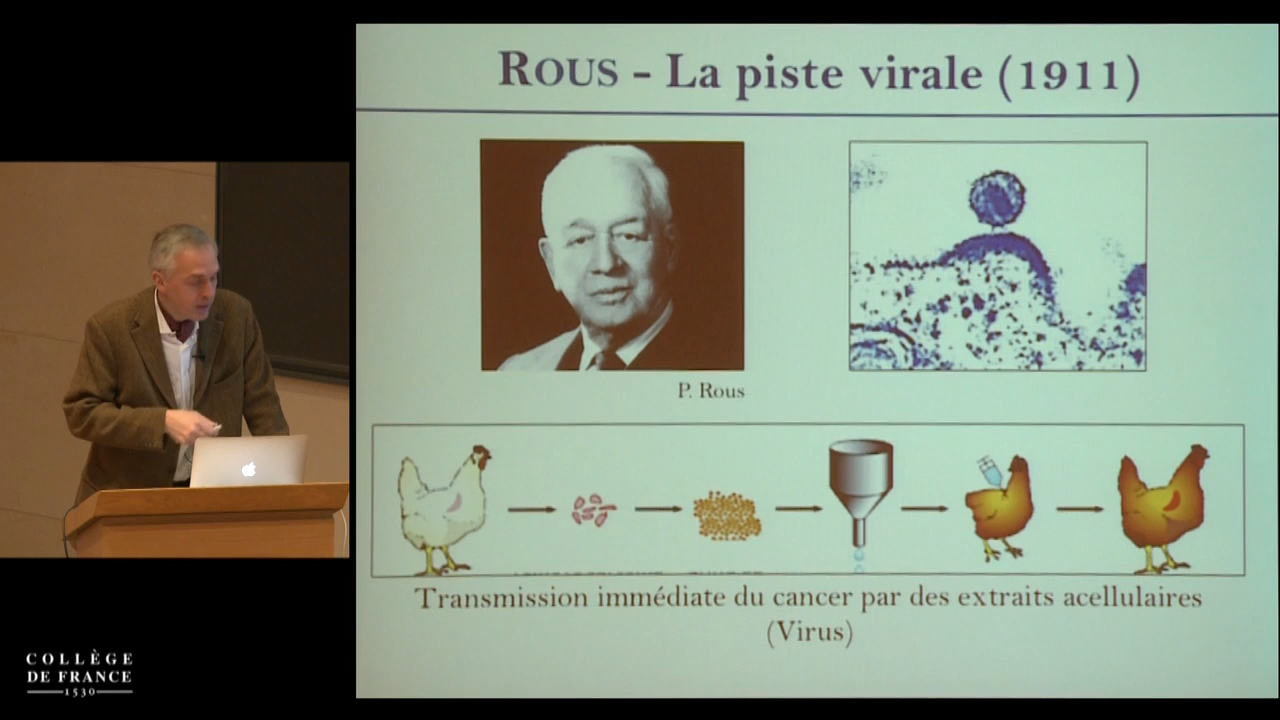 ROUS - La piste virale (1911)
P. Rous
Transmission immédiate du cancer par des extraits acellulaires
(Virus)
COLLÈGE
DE FRANCE
1530